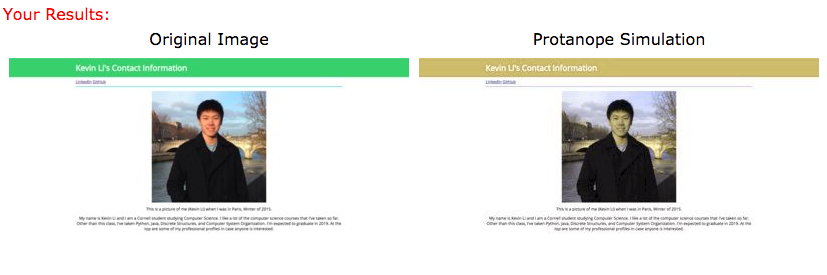 Your Results:
Original Image
Protanope Simulation
Kevin Li's Contact Information
LinkedIn GitHub
This is a picture of me (Kevin Li) when I was in Paris, Winter of 2015.
My name is Kevin Li and I am a Cornell student studying Computer Science. I like a lot of the computer science courses that I've taken so far.
Other than this class, I've taken Python, Java, Discrete Structures, and Computer System Organization. I'm expected to graduate in 2019. At the
top are some of my professional profiles in case anyone is interested.
Kevin Li's Contact Information
LinkedIn GitHub
This is a picture of me (Kevin Li) when I was in Paris, Winter of 2015.
My name is Kevin Li and I am a Cornell student studying Computer Science. I like a lot of the computer science courses that I've taken so far.
Other than this class, I've taken Python, Java, Discrete Structures, and Computer System Organization. I'm expected to graduate in 2019. At the
top are some of my professional profiles in case anyone is interested.